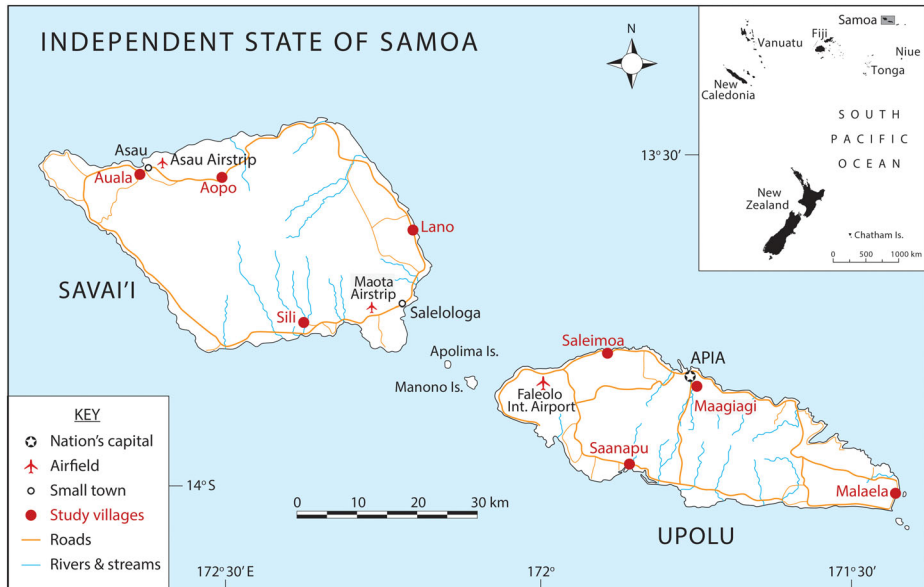 INDEPENDENT STATE OF SAMOA
N
Samoa
Fiji
Vanuatu
Niue
Tonga
New
Caledonia
SOUTH
PACIFIC
OCEAN
New
Zealand
Chatham Is.
0 500 1000 km
13°30'
Asau
Asau Airstrip
Auala
Aopo
Lano
SAVAI'I
Maota
Airstrip
Salelologa
Sili
Apolima Is.
Manono Is.
Saleimoa
APIA
Faleolo
Int. Airport
Maagiagi
Saanapu
Malaela
UPOLU
KEY
Nation's capital
Airfield
Small town
Study villages
Roads
Rivers & streams
14°S
0 10 20 30 km
172°30'E
172°
171°30'